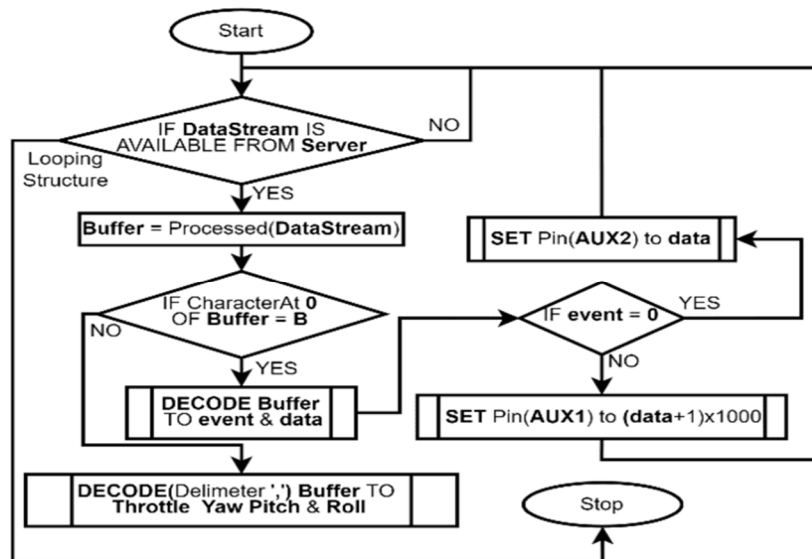 Start
IF DataStream IS
AVAILABLE FROM Server
NO
Looping
Structure
YES
Buffer = Processed(DataStream)
IF CharacterAt 0
OF Buffer = B
NO
YES
DECODE Buffer
TO event & data
DECODE(Delimeter ',') Buffer TO
Throttle Yaw Pitch & Roll
SET Pin(AUX2) to data
IF event = 0
YES
NO
SET Pin(AUX1) to (data+1)x1000
Stop